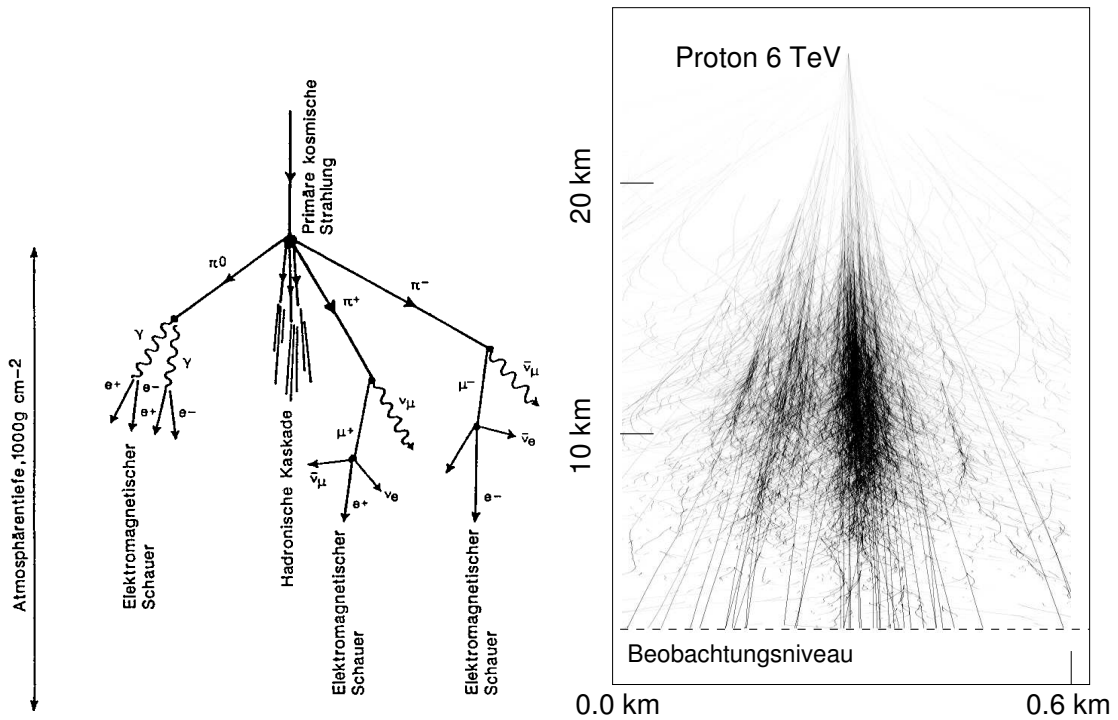 Primäre kosmische
Strahlung
π0
π+
π−
γ
γ
e+
e−
e+
e−
ν̄μ
μ−
νμ
μ+
ν̄e
ν̄μ
νe
e+
e−
Atmosphärentiefe,1000g cm−2
Elektromagnetischer
Schauer
Hadronische Kaskade
Elektromagnetischer
Schauer
Elektromagnetischer
Schauer
Proton 6 TeV
20 km
10 km
Beobachtungsniveau
0.0 km
0.6 km